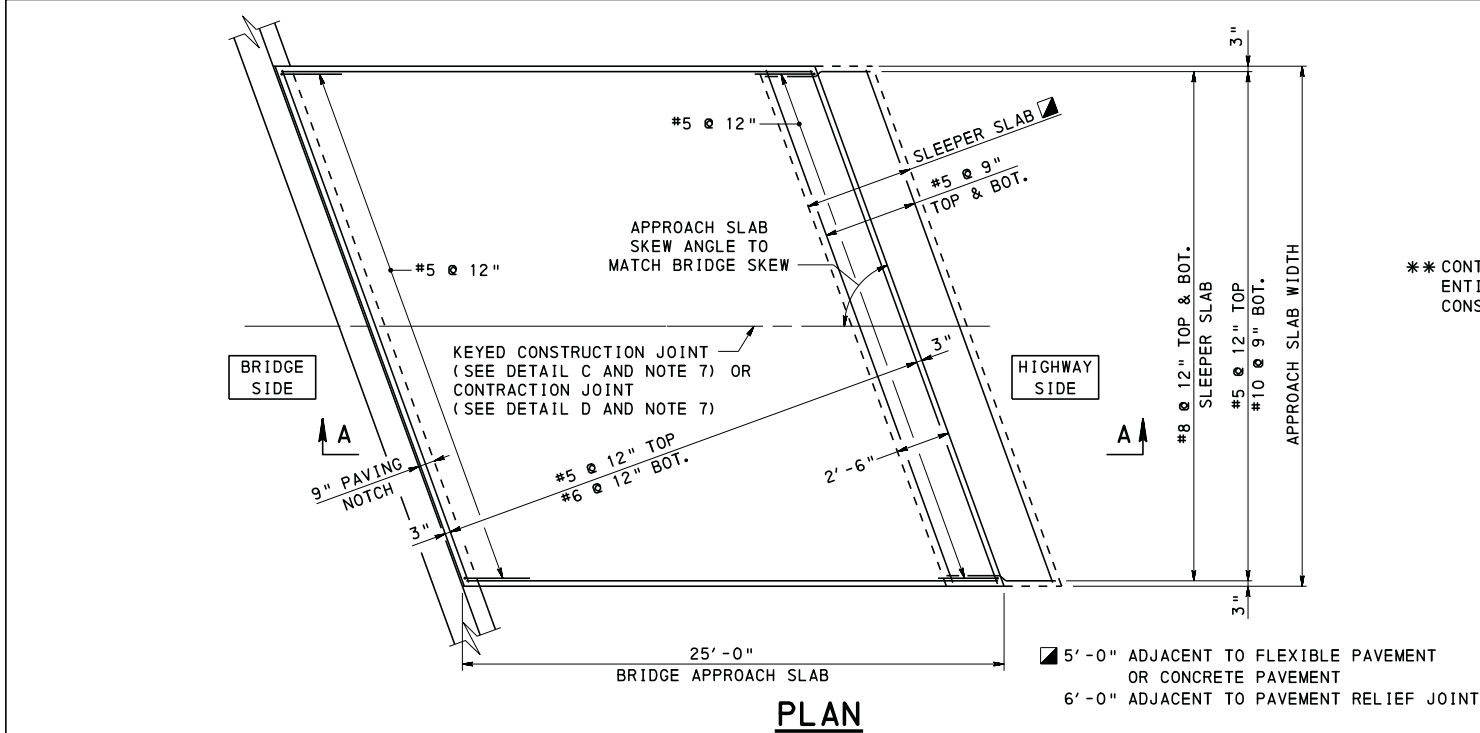 3"
#5 @ 12"
SLEEPER SLAB
#5 @ 9"
TOP & BOT.
APPROACH SLAB
SKEW ANGLE TO
MATCH BRIDGE SKEW
#5 @ 12"
#8 @ 12" TOP & BOT.
SLEEPER SLAB
#5 @ 12" TOP
#10 @ 9" BOT.
APPROACH SLAB WIDTH
** CONT
ENTI
CONS
KEYED CONSTRUCTION JOINT
(SEE DETAIL C AND NOTE 7) OR
CONTRACTION JOINT
(SEE DETAIL D AND NOTE 7)
3"
BRIDGE
SIDE
HIGHWAY
SIDE
A
A
9" PAVING
NOTCH
#5 @ 12" TOP
#6 @ 12" BOT.
2'-6"
3"
3"
25'-0"
BRIDGE APPROACH SLAB
5'-0" ADJACENT TO FLEXIBLE PAVEMENT
OR CONCRETE PAVEMENT
6'-0" ADJACENT TO PAVEMENT RELIEF JOINT
PLAN